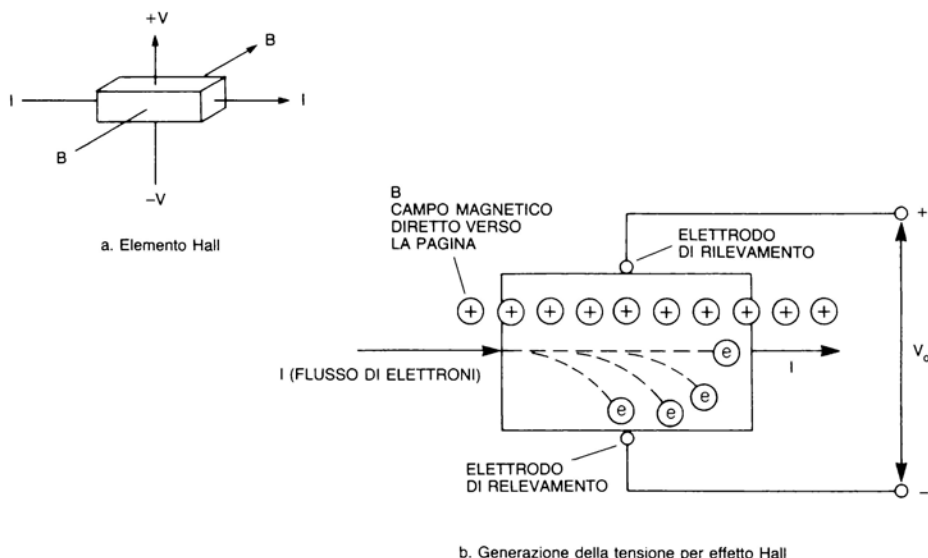 +V
B
I
I
B
−V
a. Elemento Hall
B
CAMPO MAGNETICO
DIRETTO VERSO
LA PAGINA
ELETTRODO
DI RILEVAMENTO
+
+ + + + + + + + + +
I (FLUSSO DI ELETTRONI)
e
I
e e e
ELETTRODO
DI RELEVAMENTO
−
b. Generazione della tensione per effetto Hall